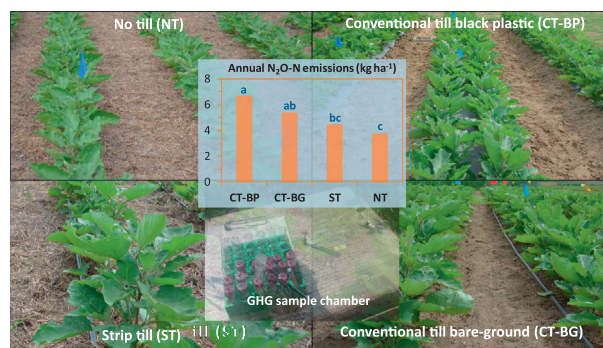 No till (NT)
Conventional till black plastic (CT-BP)
Annual N₂O-N emissions (kg ha⁻¹)
8
6
4
2
0
a
ab
bc
c
CT-BP CT-BG ST NT
GHG sample chamber
Strip till (ST)
till (ST)
Conventional till bare-ground (CT-BG)